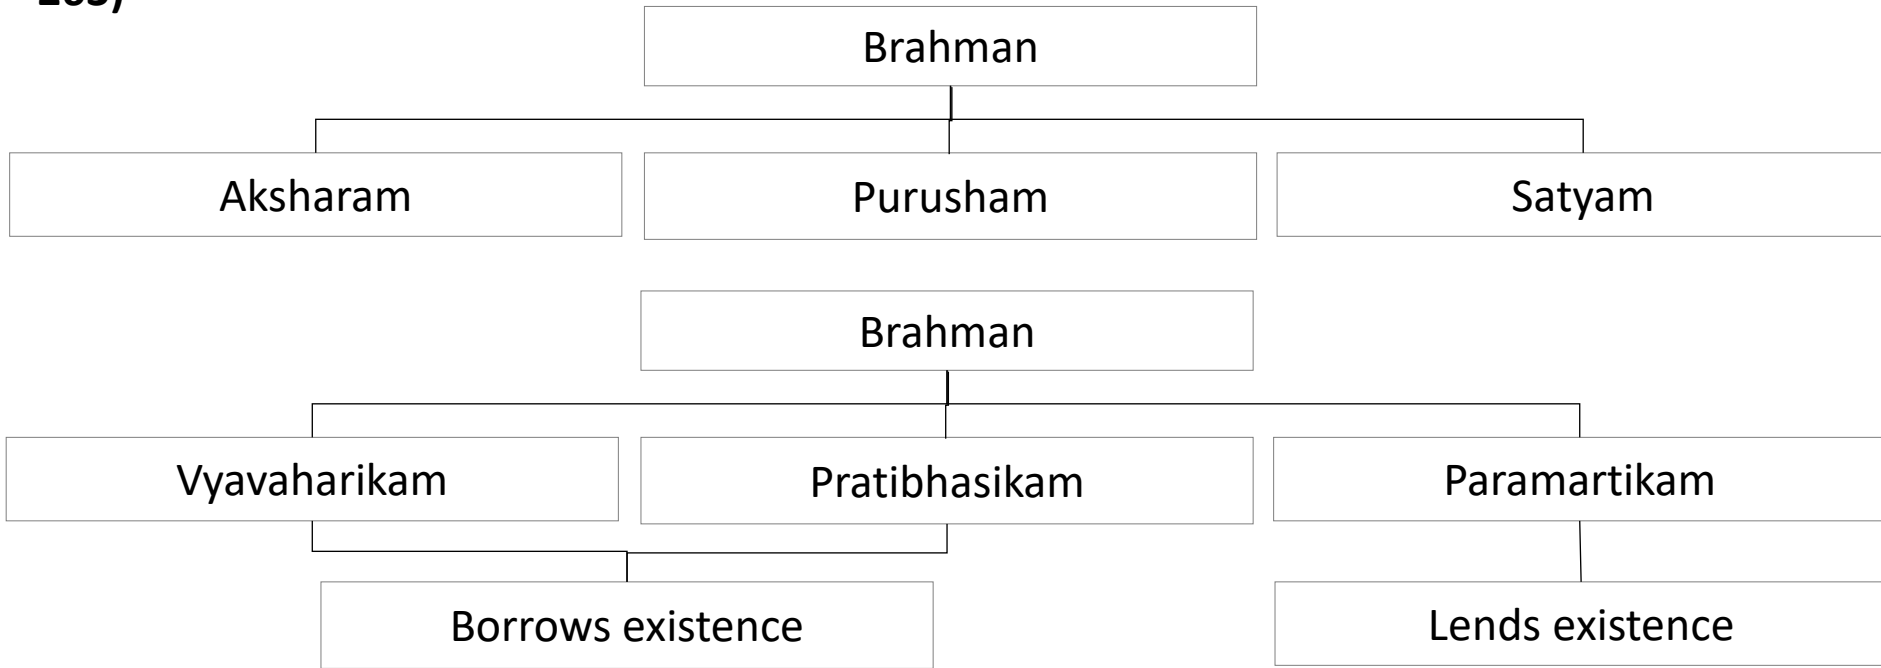 Brahman
Aksharam
Purusham
Satyam
Brahman
Vyavaharikam
Pratibhasikam
Paramartikam
Borrows existence
Lends existence